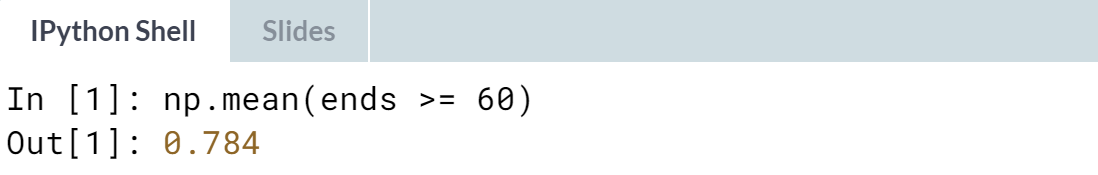 IPython Shell Slides
In [1]: np.mean(ends >= 60)
Out[1]: 0.784